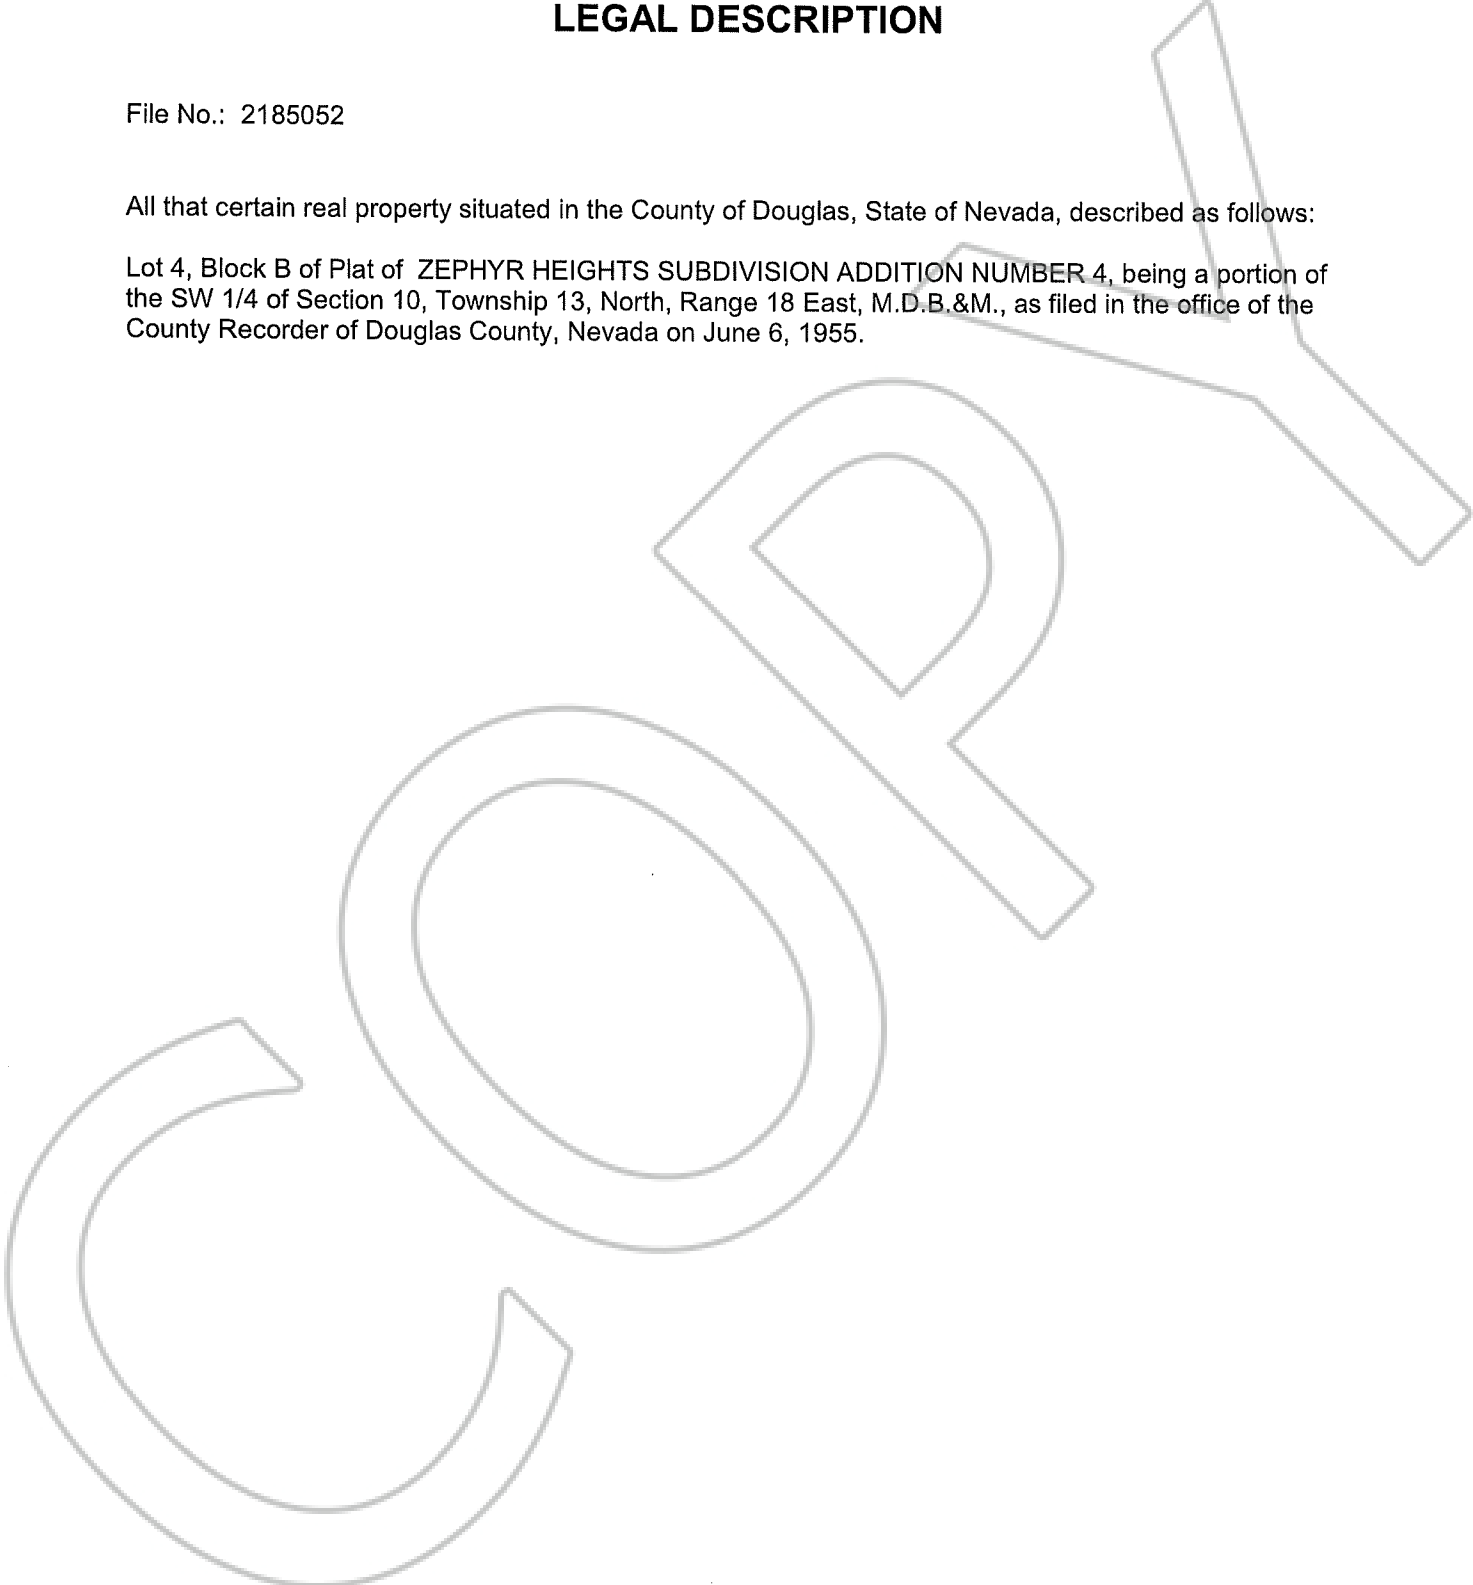 LEGAL DESCRIPTION
File No.: 2185052
All that certain real property situated in the County of Douglas, State of Nevada, described as follows:
Lot 4, Block B of Plat of ZEPHYR HEIGHTS SUBDIVISION ADDITION NUMBER 4, being a portion of
the SW 1/4 of Section 10, Township 13, North, Range 18 East, M.D.B.&M., as filed in the office of the
County Recorder of Douglas County, Nevada on June 6, 1955.
COPY